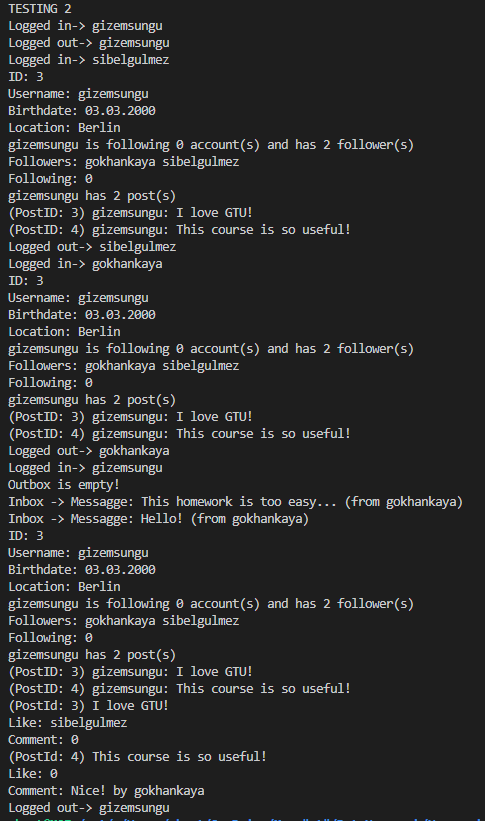 TESTING 2
Logged in-> gizemsungu
Logged out-> gizemsungu
Logged in-> sibelgulmez
ID: 3
Username: gizemsungu
Birthdate: 03.03.2000
Location: Berlin
gizemsungu is following 0 account(s) and has 2 follower(s)
Followers: gokhankaya sibelgulmez
Following: 0
gizemsungu has 2 post(s)
(PostID: 3) gizemsungu: I love GTU!
(PostID: 4) gizemsungu: This course is so useful!
Logged out-> sibelgulmez
Logged in-> gokhankaya
ID: 3
Username: gizemsungu
Birthdate: 03.03.2000
Location: Berlin
gizemsungu is following 0 account(s) and has 2 follower(s)
Followers: gokhankaya sibelgulmez
Following: 0
gizemsungu has 2 post(s)
(PostID: 3) gizemsungu: I love GTU!
(PostID: 4) gizemsungu: This course is so useful!
Logged out-> gokhankaya
Logged in-> gizemsungu
Outbox is empty!
Inbox -> Messagge: This homework is too easy... (from gokhankaya)
Inbox -> Messagge: Hello! (from gokhankaya)
ID: 3
Username: gizemsungu
Birthdate: 03.03.2000
Location: Berlin
gizemsungu is following 0 account(s) and has 2 follower(s)
Followers: gokhankaya sibelgulmez
Following: 0
gizemsungu has 2 post(s)
(PostID: 3) gizemsungu: I love GTU!
(PostID: 4) gizemsungu: This course is so useful!
(PostId: 3) I love GTU!
Like: sibelgulmez
Comment: 0
(PostId: 4) This course is so useful!
Like: 0
Comment: Nice! by gokhankaya
Logged out-> gizemsungu